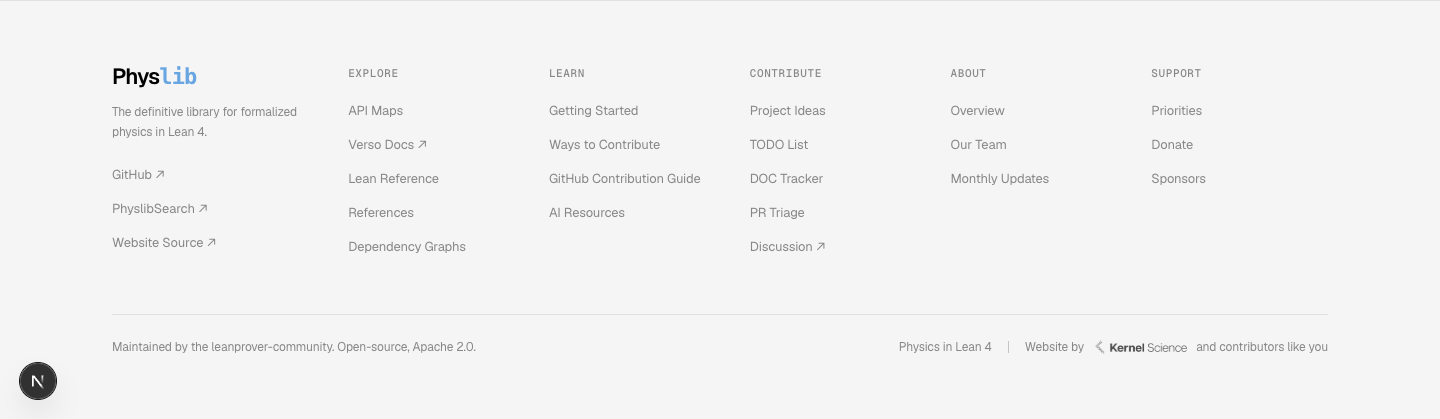 Physlib
The definitive library for formalized
physics in Lean 4.
GitHub ↗
PhyslibSearch ↗
Website Source ↗
EXPLORE
API Maps
Verso Docs ↗
Lean Reference
References
Dependency Graphs
LEARN
Getting Started
Ways to Contribute
GitHub Contribution Guide
AI Resources
CONTRIBUTE
Project Ideas
TODO List
DOC Tracker
PR Triage
Discussion ↗
ABOUT
Overview
Our Team
Monthly Updates
SUPPORT
Priorities
Donate
Sponsors
Maintained by the leanprover-community. Open-source, Apache 2.0.
Physics in Lean 4 | Website by Kernel Science and contributors like you
N